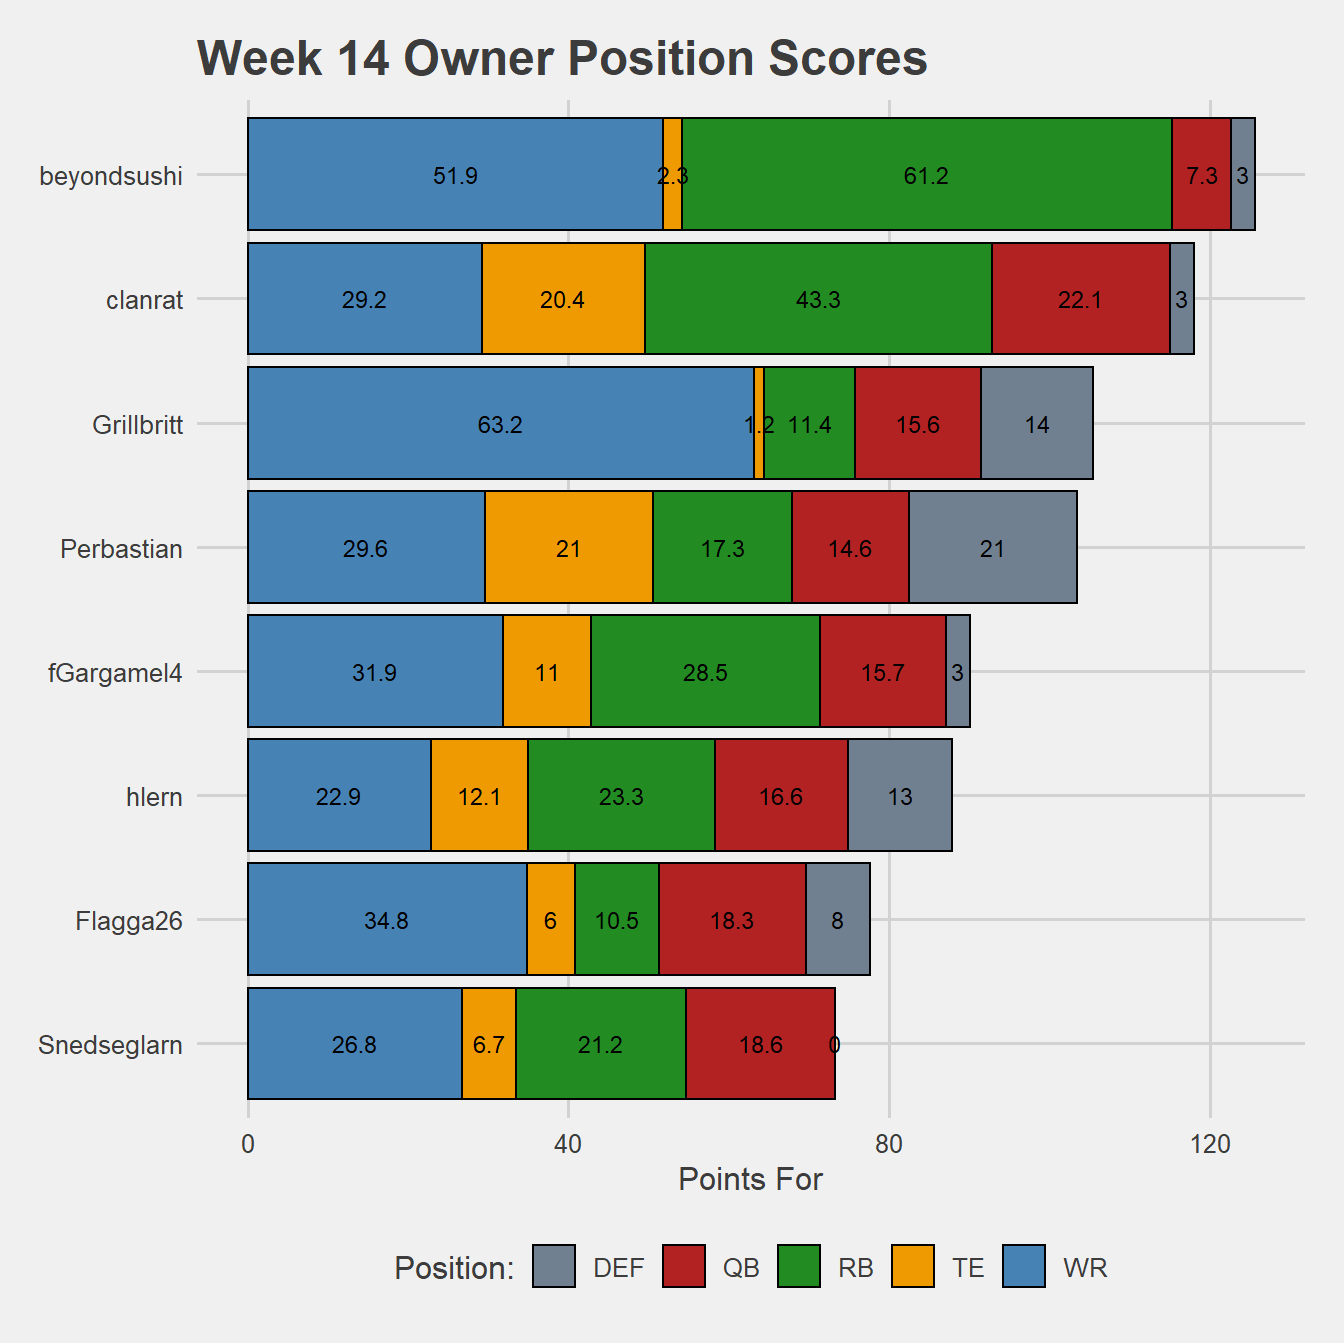 Week 14 Owner Position Scores
beyondsushi 51.9 2.3 61.2 7.3 3
clanrat 29.2 20.4 43.3 22.1 3
Grillbritt 63.2 1.2 11.4 15.6 14
Perbastian 29.6 21 17.3 14.6 21
fGargamel4 31.9 11 28.5 15.7 3
hlern 22.9 12.1 23.3 16.6 13
Flagga26 34.8 6 10.5 18.3 8
Snedseglarn 26.8 6.7 21.2 18.6 0
0 40 80 120
Points For
Position: DEF QB RB TE WR